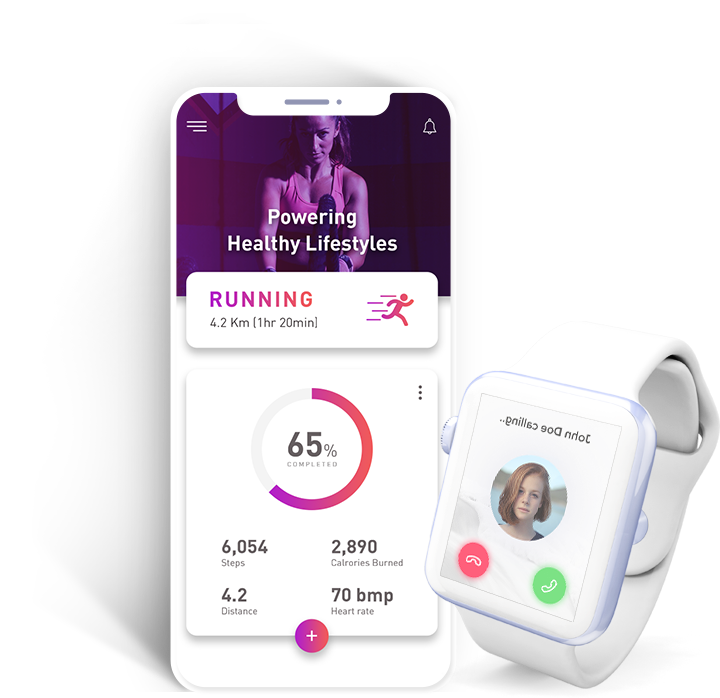 Powering
Healthy Lifestyles
RUNNING
4.2 Km (1hr 20min)
65%
COMPLETED
6,054
Steps
2,890
Calrories Burned
4.2
Distance
70 bmp
Heart rate
+
John Doe calling..